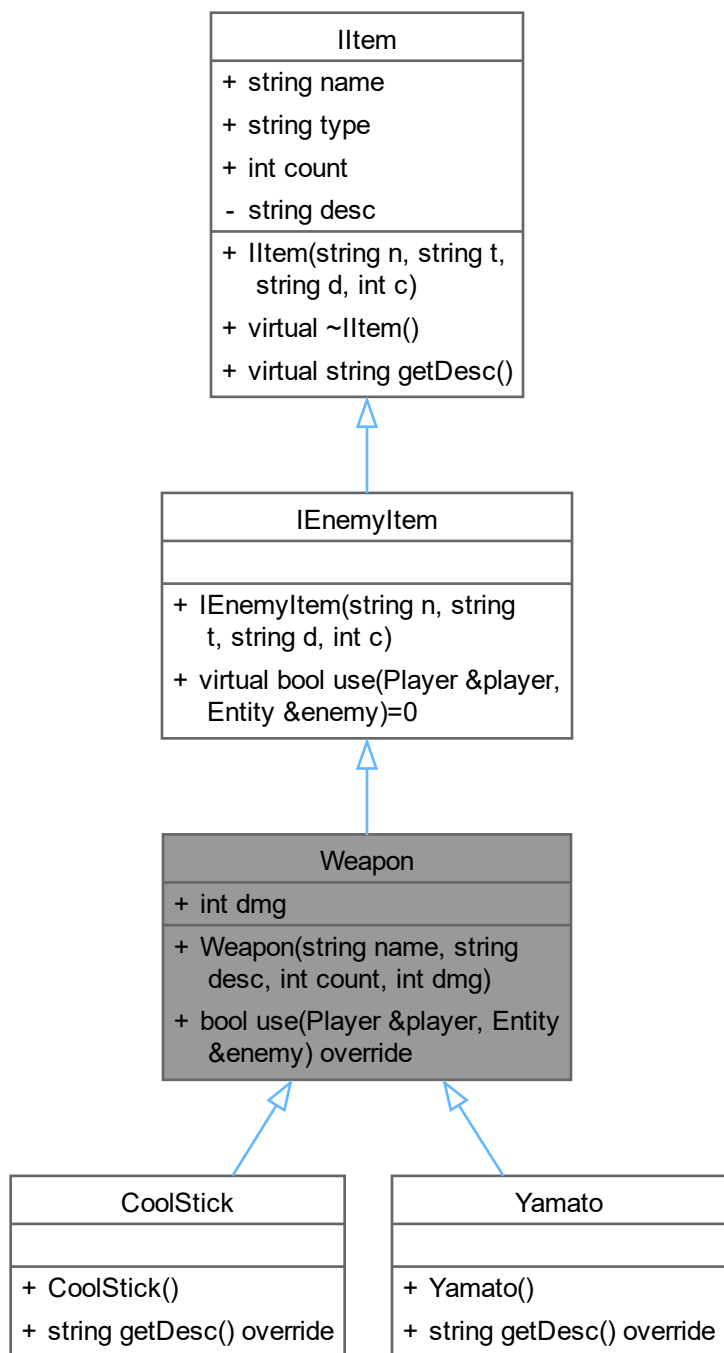 IItem
+ string name
+ string type
+ int count
- string desc
+ IItem(string n, string t,
string d, int c)
+ virtual ~IItem()
+ virtual string getDesc()
IEnemyItem
+ IEnemyItem(string n, string
t, string d, int c)
+ virtual bool use(Player &player,
Entity &enemy)=0
Weapon
+ int dmg
+ Weapon(string name, string
desc, int count, int dmg)
+ bool use(Player &player, Entity
&enemy) override
CoolStick
+ CoolStick()
+ string getDesc() override
Yamato
+ Yamato()
+ string getDesc() override